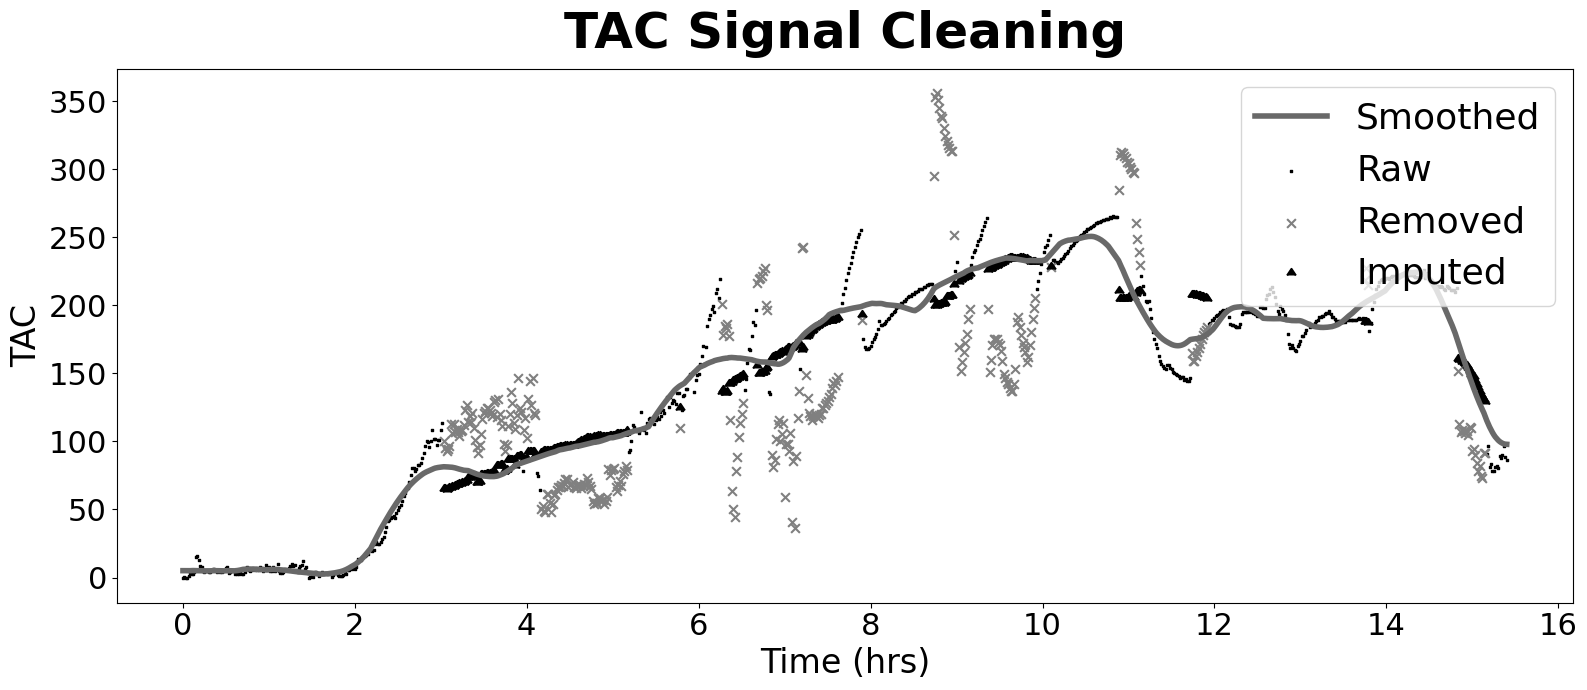 TAC Signal Cleaning
350
300
250
200
150
100
50
0
TAC
Smoothed
Raw
Removed
Imputed
0 2 4 6 8 10 12 14 16
Time (hrs)